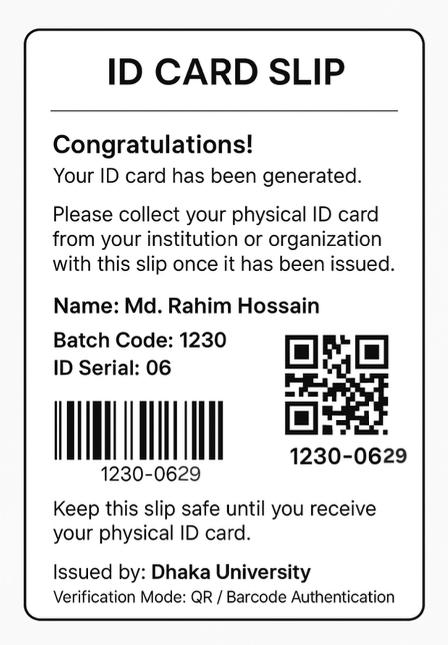 ID CARD SLIP
Congratulations!
Your ID card has been generated.
Please collect your physical ID card
from your institution or organization
with this slip once it has been issued.
Name: Md. Rahim Hossain
Batch Code: 1230
ID Serial: 06
1230-0629
1230-0629
Keep this slip safe until you receive
your physical ID card.
Issued by: Dhaka University
Verification Mode: QR / Barcode Authentication